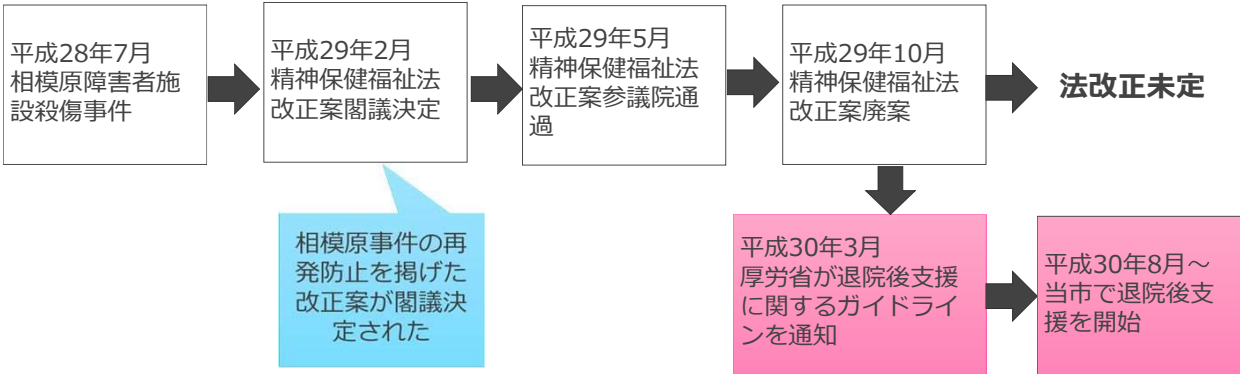 平成28年7月
相模原障害者施
設殺傷事件
平成29年2月
精神保健福祉法
改正案閣議決定
平成29年5月
精神保健福祉法
改正案参議院通
過
平成29年10月
精神保健福祉法
改正案廃案
法改正未定
相模原事件の再
発防止を掲げた
改正案が閣議決
定された
平成30年3月
厚労省が退院後支援
に関するガイドライ
ンを通知
平成30年8月～
当市で退院後支
援を開始